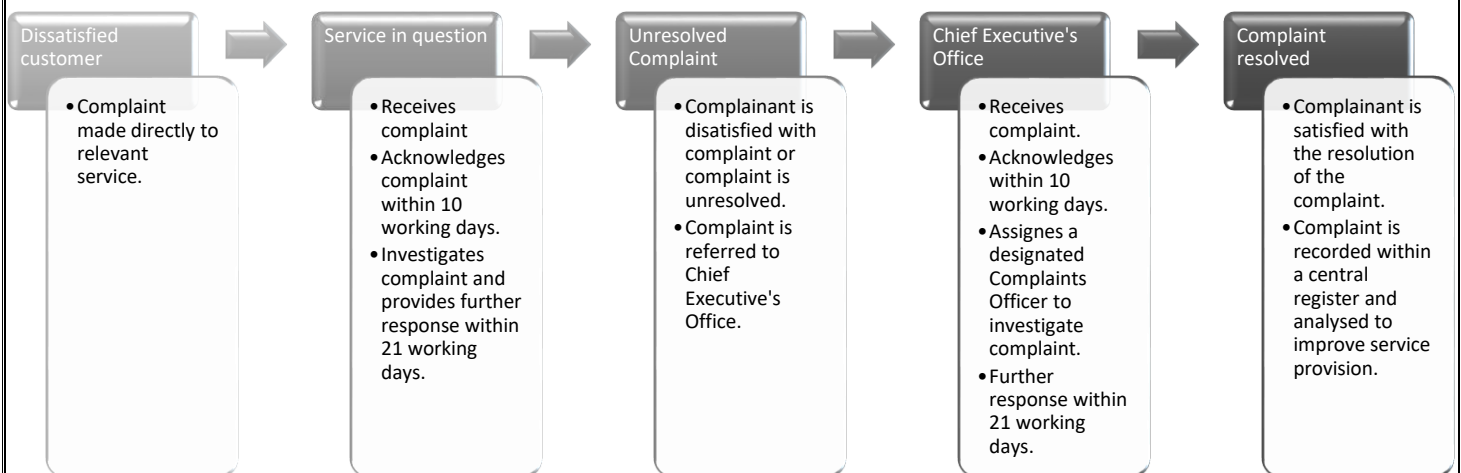 Dissatisfied
customer
•Complaint
made directly to
relevant
service.
Service in question
•Receives
complaint
•Acknowledges
complaint
within 10
working days.
•Investigates
complaint and
provides further
response within
21 working
days.
Unresolved
Complaint
•Complainant is
disatisfied with
complaint or
complaint is
unresolved.
•Complaint is
referred to
Chief
Executive's
Office.
Chief Executive's
Office
•Receives
complaint.
•Acknowledges
within 10
working days.
•Assignes a
designated
Complaints
Officer to
investigate
complaint.
•Further
response within
21 working
days.
Complaint
resolved
•Complainant is
satisfied with
the resolution
of the
complaint.
•Complaint is
recorded within
a central
register and
analysed to
improve service
provision.